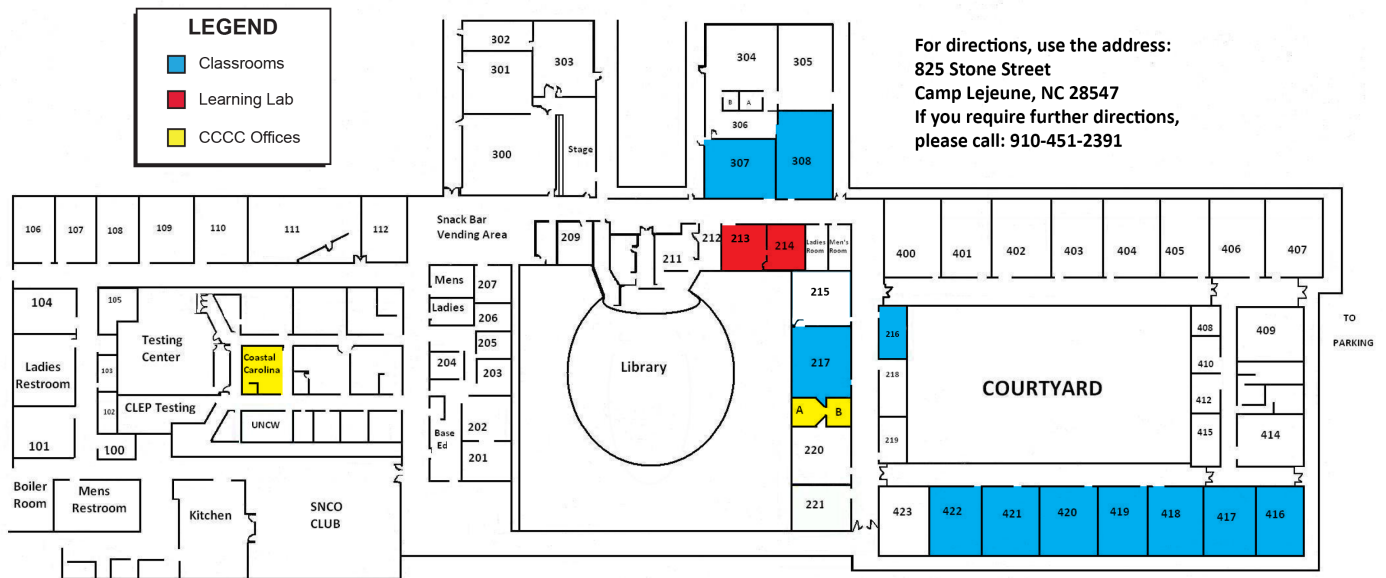 LEGEND
Classrooms
Learning Lab
CCCC Offices
302
301
303
300
Stage
304
305
B A
306
307
308
For directions, use the address:
825 Stone Street
Camp Lejeune, NC 28547
If you require further directions,
please call: 910-451-2391
106
107
108
109
110
111
112
Snack Bar
Vending Area
209
211
212
213
214
Ladies
Room
Men's
Room
400
401
402
403
404
405
406
407
104
105
Testing
Center
Ladies
Restroom
103
102
CLEP Testing
101
100
Coastal
Carolina
UNCW
Mens
207
Ladies
206
205
204
203
Base
Ed
202
201
Library
215
217
A
B
220
221
216
218
219
COURTYARD
408
410
412
415
409
414
TO
PARKING
Boiler
Room
Mens
Restroom
Kitchen
SNCO
CLUB
423
422
421
420
419
418
417
416